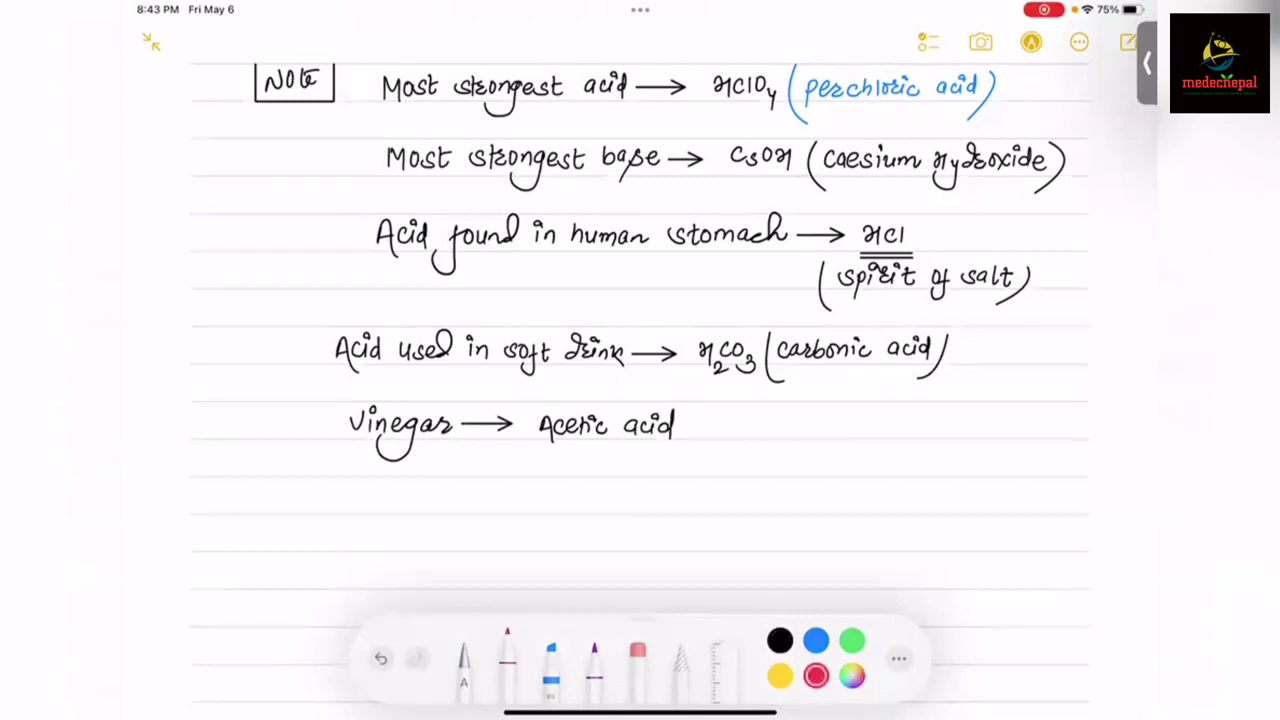 8:43 PM Fri May 6
75%
medecnepal
NOTE
Most strongest acid → HClO4 (perchloric acid)
Most strongest base → CsOH (caesium Hydroxide)
Acid found in human stomach → HCl
(spirit of salt)
Acid used in soft drink → H2CO3 (carbonic acid)
Vinegar → Acetic acid
A